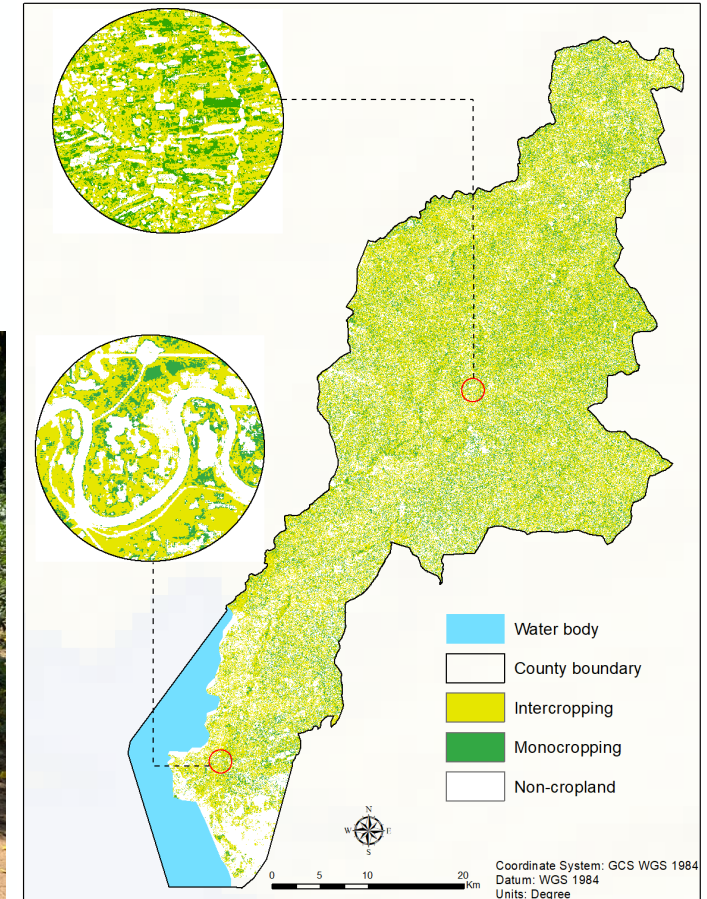 Water body
County boundary
Intercropping
Monocropping
Non-cropland
N
W E
S
0 5 10 20
Km
Coordinate System: GCS WGS 1984
Datum: WGS 1984
Units: Degree